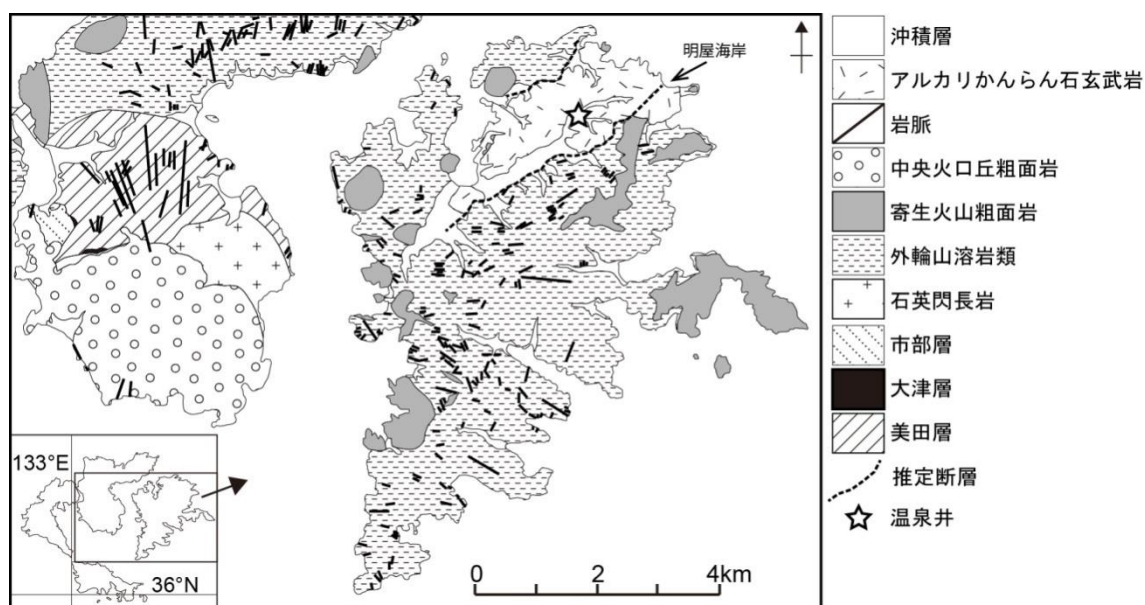 明屋海岸
133°E
36°N
0 2 4km
沖積層
アルカリかんらん石玄武岩
岩脈
中央火口丘粗面岩
寄生火山粗面岩
外輪山溶岩類
石英閃長岩
市部層
大津層
美田層
推定断層
温泉井